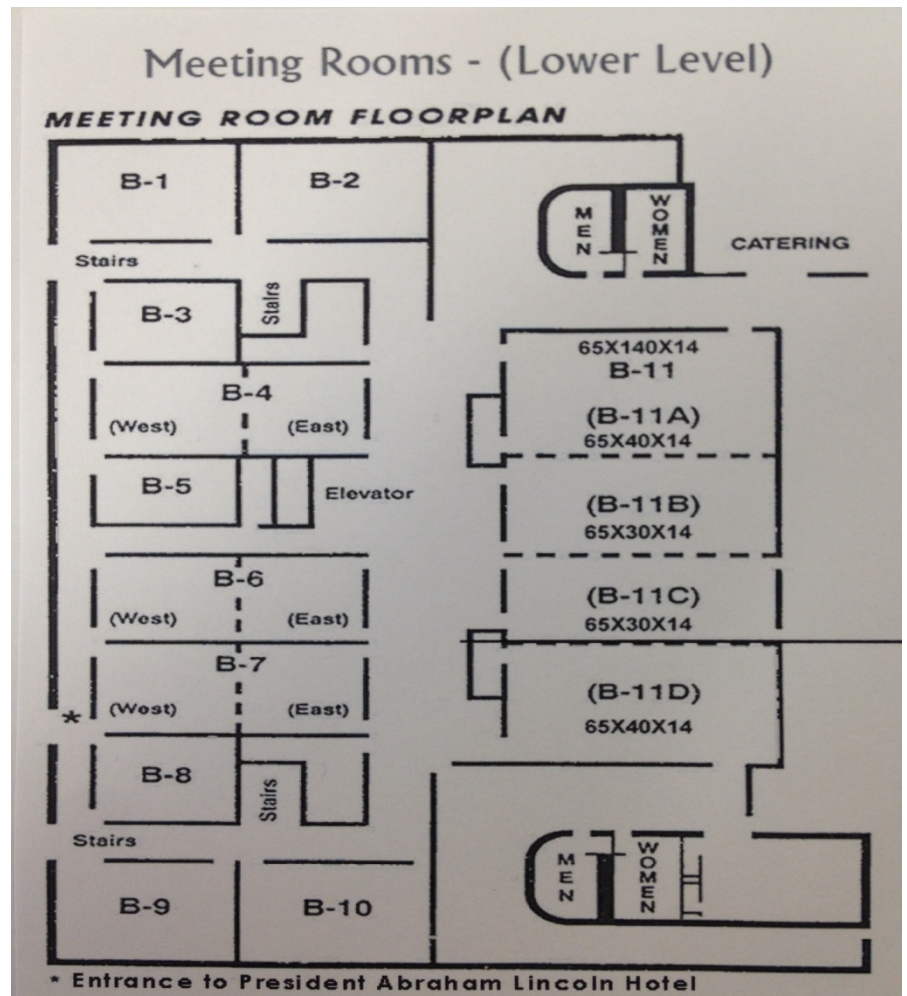 Meeting Rooms - (Lower Level)
MEETING ROOM FLOORPLAN
B-1
B-2
MEN
WOMEN
CATERING
Stairs
B-3
Stairs
65X140X14
B-11
B-4
(West)
(East)
(B-11A)
65X40X14
B-5
Elevator
(B-11B)
65X30X14
B-6
(West)
(East)
(B-11C)
65X30X14
B-7
(West)
(East)
(B-11D)
65X40X14
*
B-8
Stairs
Stairs
MEN
WOMEN
B-9
B-10
* Entrance to President Abraham Lincoln Hotel